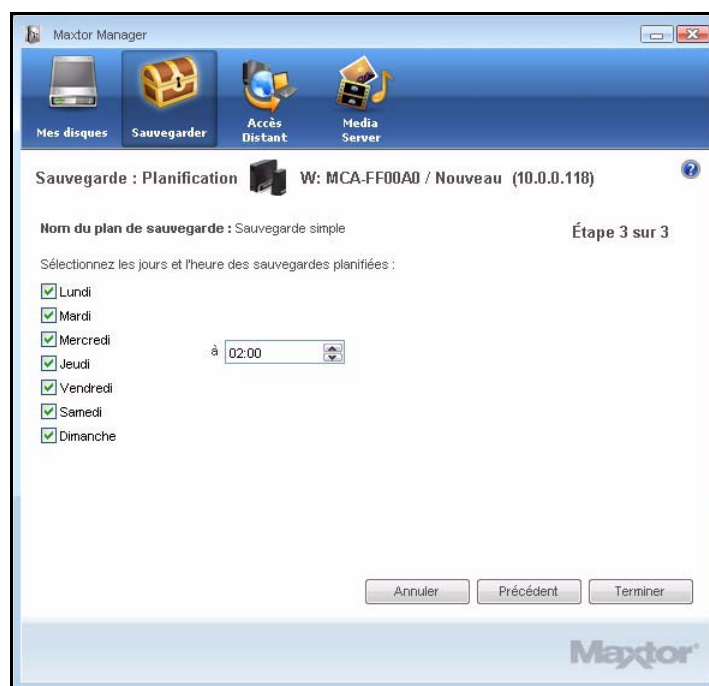 Maxtor Manager
Mes disques
Sauvegarder
Accès
Distant
Media
Server
Sauvegarde : Planification
W: MCA-FF00A0 / Nouveau (10.0.0.118)
?
Nom du plan de sauvegarde : Sauvegarde simple
Étape 3 sur 3
Sélectionnez les jours et l'heure des sauvegardes planifiées :
Lundi
Mardi
Mercredi
Jeudi
Vendredi
Samedi
Dimanche
à 02:00
Annuler
Précédent
Terminer
Maxtor